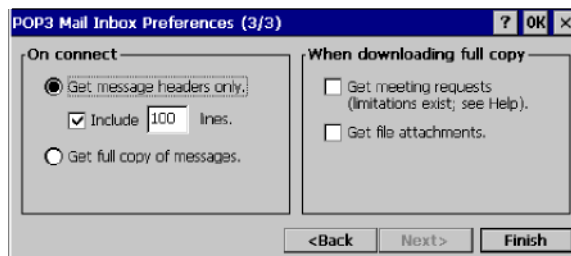 POP3 Mail Inbox Preferences (3/3) ? OK ×
On connect
Get message headers only.
Include 100 lines.
Get full copy of messages.
When downloading full copy
Get meeting requests
(limitations exist; see Help).
Get file attachments.
<Back Next> Finish